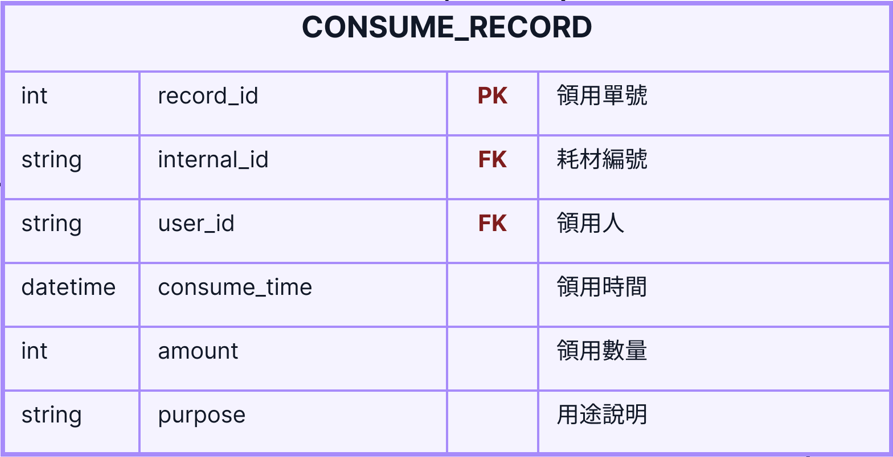 CONSUME_RECORD
int record_id PK 領用單號
string internal_id FK 耗材編號
string user_id FK 領用人
datetime consume_time 領用時間
int amount 領用數量
string purpose 用途說明